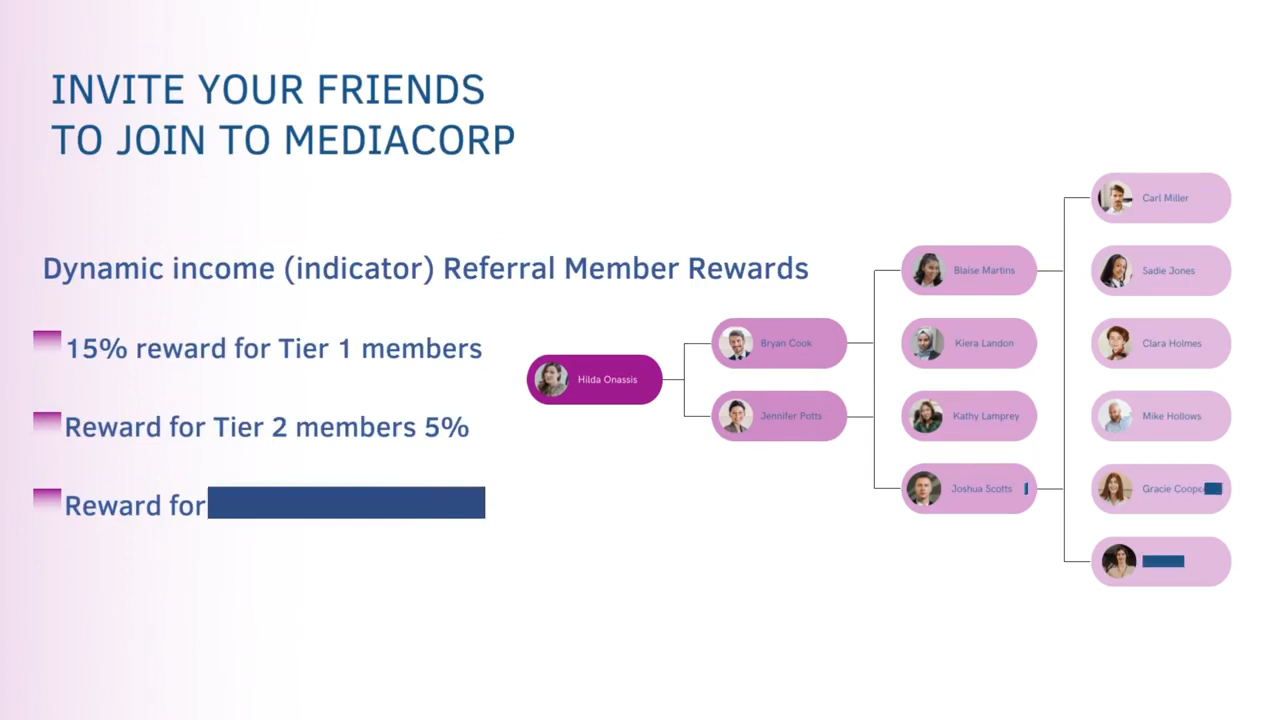 INVITE YOUR FRIENDS
TO JOIN TO MEDIACORP
Dynamic income (indicator) Referral Member Rewards
15% reward for Tier 1 members
Reward for Tier 2 members 5%
Reward for
Hilda Onassis
Bryan Cook
Jennifer Potts
Blaise Martins
Kiera Landon
Kathy Lamprey
Joshua Scotts
Carl Miller
Sadie Jones
Clara Holmes
Mike Hollows
Gracie